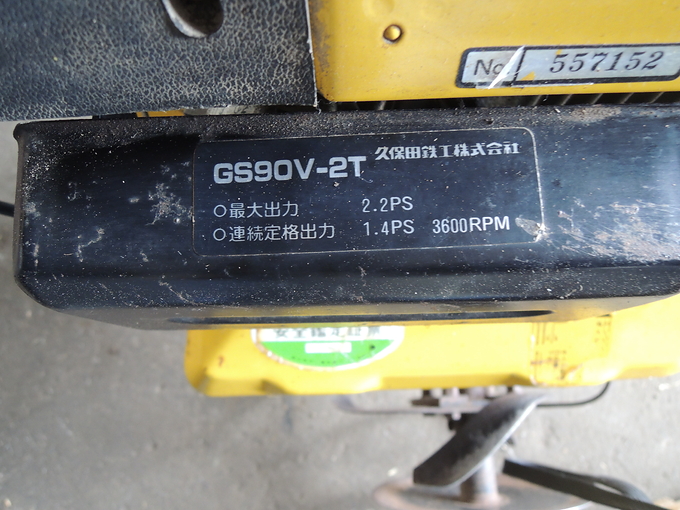 No. 557152
GS90V-2T 久保田鉄工株式会社
○最大出力 2.2PS
○連続定格出力 1.4PS 3600RPM